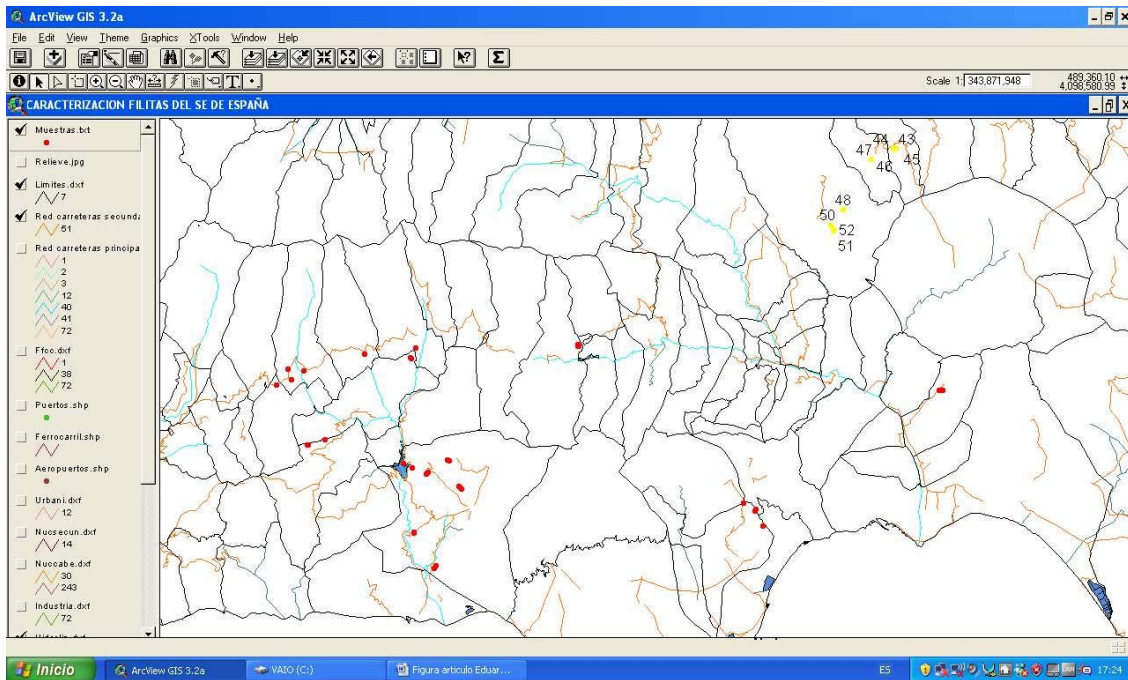 ArcView GIS 3.2a
File Edit View Theme Graphics XTools Window Help
Scale 1: 343,871,948
489,360.10
4,098,580.99
CARACTERIZACION FILITAS DEL SE DE ESPAÑA
Muestras.txt
Relieve.jpg
Limites.dxf
7
Red carreteras secunda
51
Red carreteras principa
1
2
3
12
40
41
72
Ffcc.dxf
1
38
72
Puertos.shp
Ferrocarril.shp
Aeropuertos.shp
Urbani.dxf
12
Nucsecun.dxf
14
Nuccabe.dxf
30
243
Industria.dxf
72
44 43
47 46 45
48
50
52
51
Inicio
ArcView GIS 3.2a
VAIO (C:)
Figura articulo Eduar...
ES
17:24